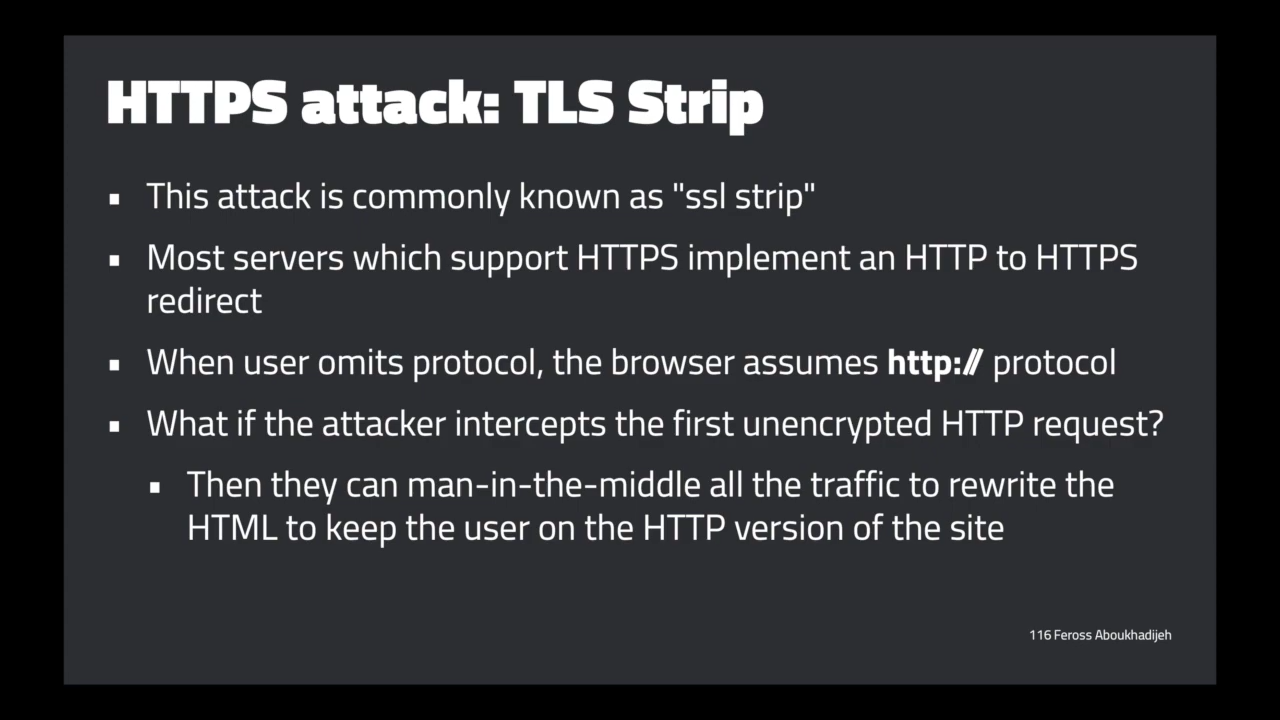 HTTPS attack: TLS Strip
▪ This attack is commonly known as "ssl strip"
▪ Most servers which support HTTPS implement an HTTP to HTTPS
redirect
▪ When user omits protocol, the browser assumes http:// protocol
▪ What if the attacker intercepts the first unencrypted HTTP request?
▪ Then they can man-in-the-middle all the traffic to rewrite the
HTML to keep the user on the HTTP version of the site
116 Feross Aboukhadijeh